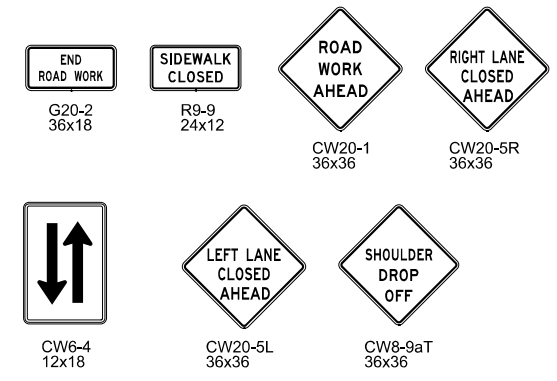 END
ROAD WORK
G20-2
36x18
SIDEWALK
CLOSED
R9-9
24x12
ROAD
WORK
AHEAD
CW20-1
36x36
RIGHT LANE
CLOSED
AHEAD
CW20-5R
36x36
CW6-4
12x18
LEFT LANE
CLOSED
AHEAD
CW20-5L
36x36
SHOULDER
DROP
OFF
CW8-9aT
36x36